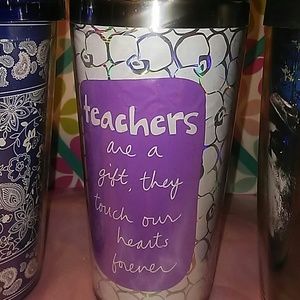 teachers
are a
gift, they
touch our
hearts
forever